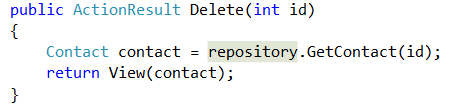 public ActionResult Delete(int id)
{
    Contact contact = repository.GetContact(id);
    return View(contact);
}